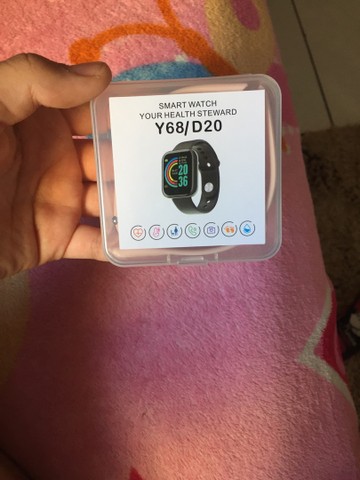 SMART WATCH
YOUR HEALTH STEWARD
Y68/D20
20
36